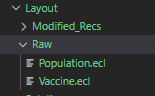 Layout
Modified_Recs
Raw
Population.ecl
Vaccine.ecl